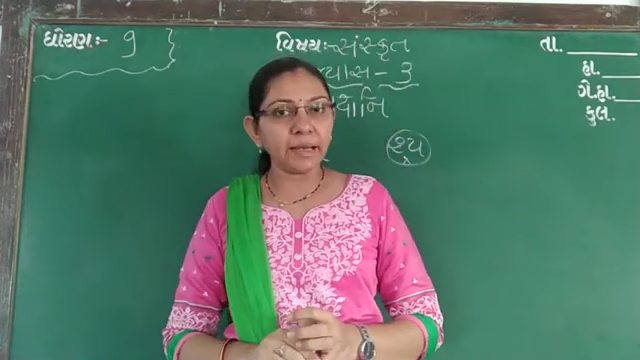 ધોરણઃ- 9
વિષયઃ- સંસ્કૃત
યાસ - 3
તા.
હા.
ગે.હા.
કુલ.